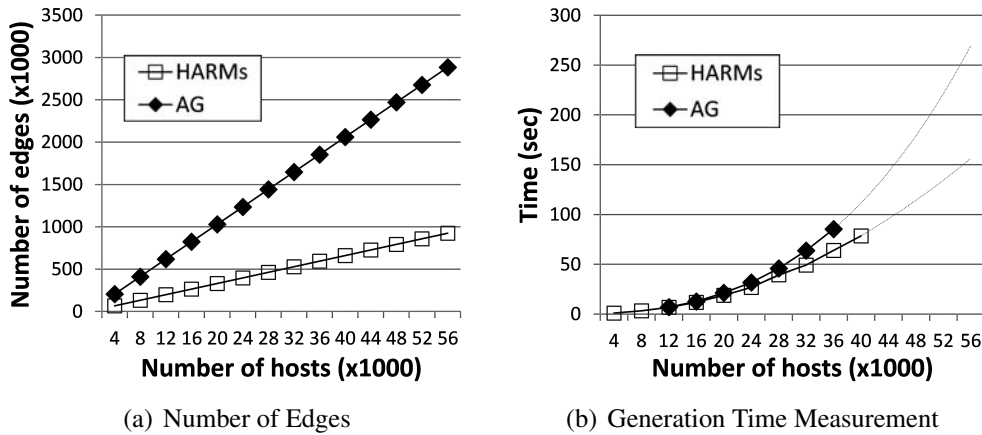 3500
3000
2500
2000
1500
1000
500
0
Number of edges (x1000)
HARMs
AG
4 8 12 16 20 24 28 32 36 40 44 48 52 56
Number of hosts (x1000)
(a) Number of Edges
300
250
200
150
100
50
0
Time (sec)
HARMs
AG
4 8 12 16 20 24 28 32 36 40 44 48 52 56
Number of hosts (x1000)
(b) Generation Time Measurement